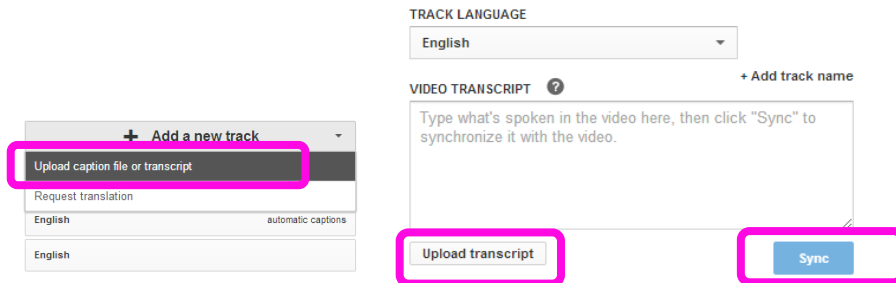 Add a new track
Upload caption file or transcript
Request translation
English automatic captions
English
TRACK LANGUAGE
English
+ Add track name
VIDEO TRANSCRIPT ?
Type what's spoken in the video here, then click "Sync" to
synchronize it with the video.
Upload transcript
Sync